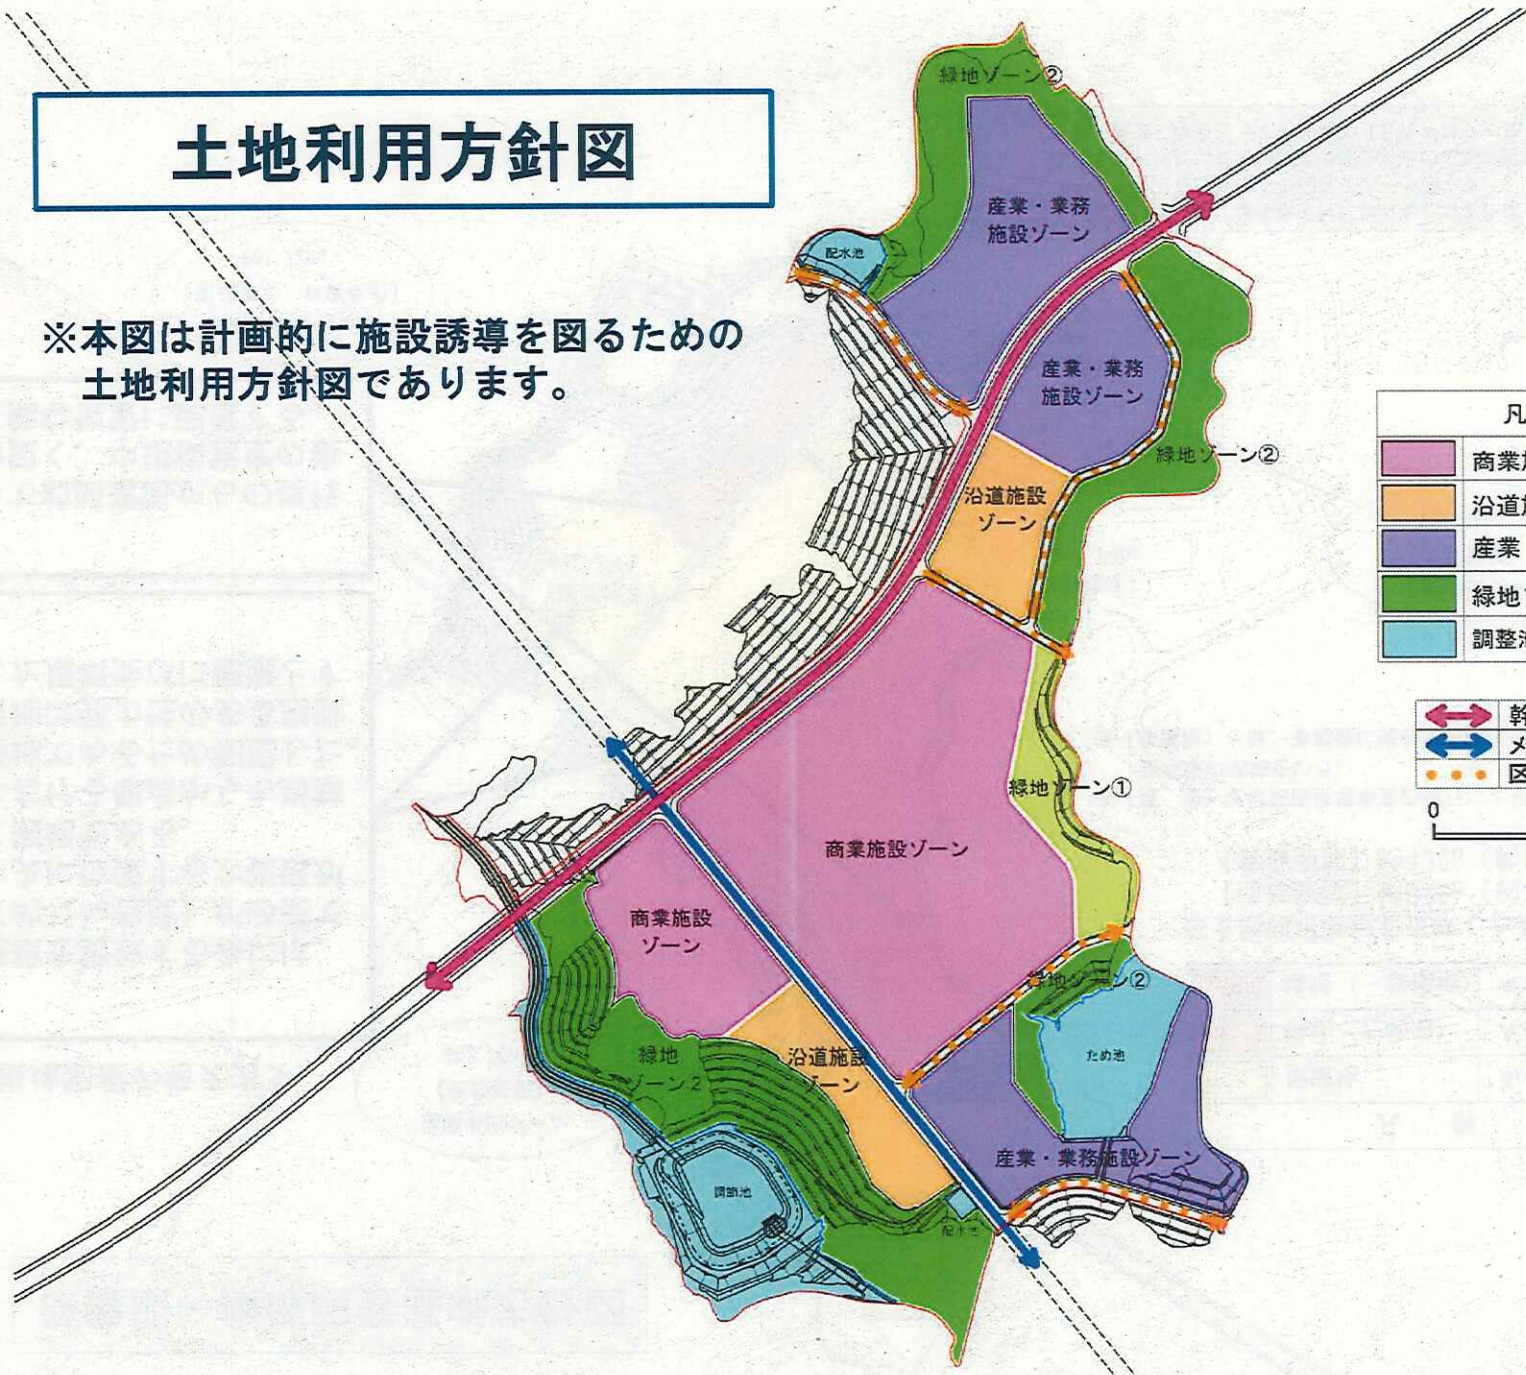 土地利用方針図
※本図は計画的に施設誘導を図るための
土地利用方針図であります。
緑地ゾーン②
産業・業務
施設ゾーン
配水池
産業・業務
施設ゾーン
緑地ゾーン②
沿道施設
ゾーン
緑地ゾーン①
商業施設ゾーン
商業施設
ゾーン
緑地ゾーン②
ため池
緑地
ゾーン2
沿道施設
ゾーン
産業・業務施設ゾーン
調節池
配水池
凡
商業施
沿道施
産業
緑地
調整池
幹
メ
区
0